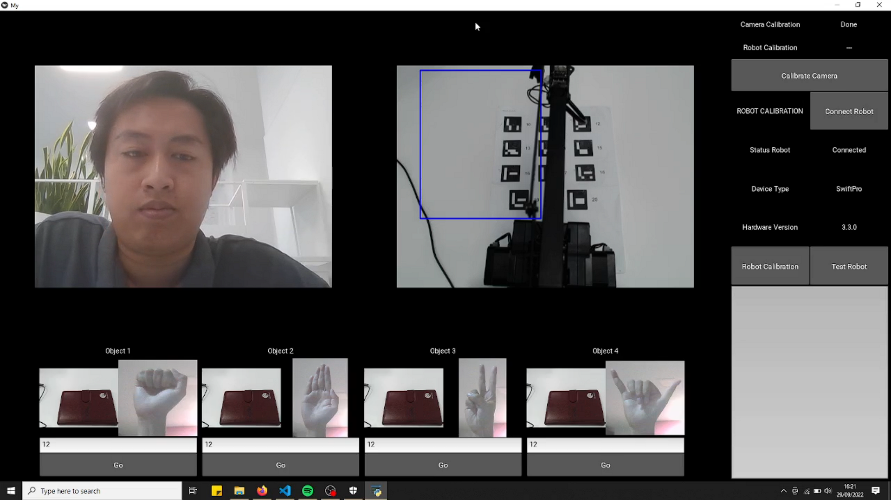 My
Camera Calibration Done
Robot Calibration ---
Calibrate Camera
ROBOT CALIBRATION Connect Robot
Status Robot Connected
Device Type SwiftPro
Hardware Version 3.3.0
Robot Calibration Test Robot
20
Object 1 Object 2 Object 3 Object 4
12 12 12 12
Go Go Go Go
Type here to search
16:21
29/09/2022